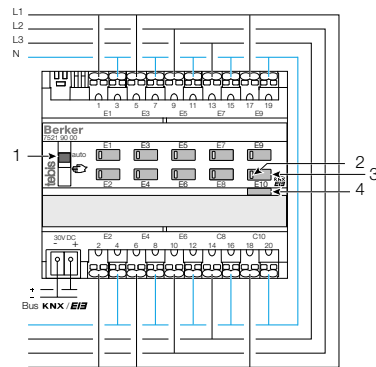 L1
L2
L3
N
1 3 5 7 9 11 13 15 17 19
E1 E3 E5 E7 E9
Berker
7521 90 00
1
auto
tebis
E1 E3 E5 E7 E9
2
3
E2 E4 E6 E8 E10
KNX
EIB
4
30V DC
- +
E2 E4 E6 C8 C10
2 4 6 8 10 12 14 16 18 20
+
-
Bus KNX / EIB